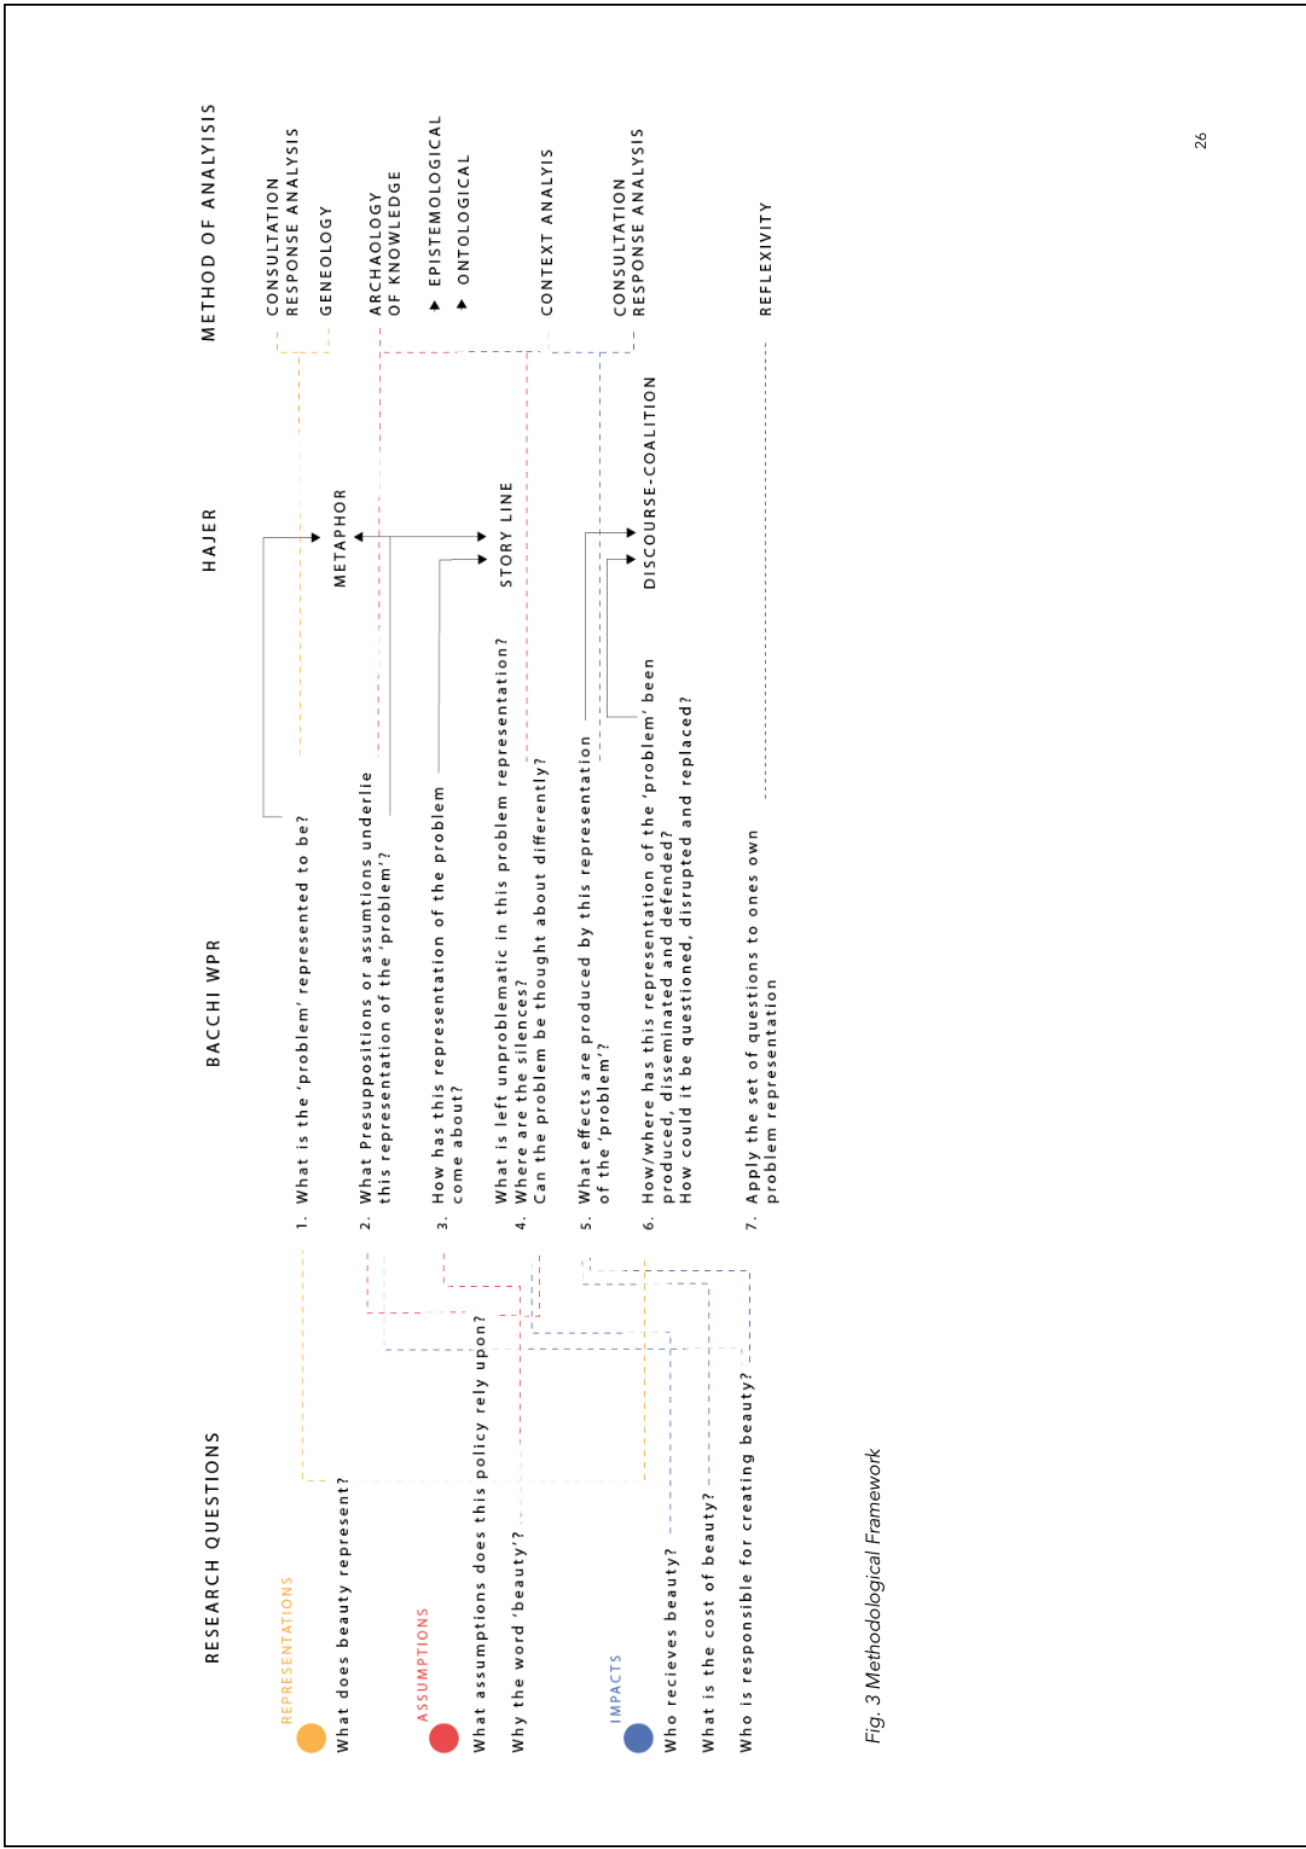 RESEARCH QUESTIONS
BACCHI WPR
HAJER
METHOD OF ANALYISIS
REPRESENTATIONS
What does beauty represent?
ASSUMPTIONS
What assumptions does this policy rely upon?
Why the word ‘beauty’?
IMPACTS
Who recieves beauty?
What is the cost of beauty?
Who is responsible for creating beauty?
1. What is the ‘problem’ represented to be?
2. What Presuppositions or assumtions underlie
this representation of the ‘problem’?
3. How has this representation of the problem
come about?
What is left unproblematic in this problem representation?
4. Where are the silences?
Can the problem be thought about differently?
5. What effects are produced by this representation
of the ‘problem’?
6. How/where has this representation of the ‘problem’ been
produced, disseminated and defended?
How could it be questioned, disrupted and replaced?
7. Apply the set of questions to ones own
problem representation
METAPHOR
STORY LINE
DISCOURSE-COALITION
CONSULTATION
RESPONSE ANALYSIS
GENEOLOGY
ARCHAOLOGY
OF KNOWLEDGE
EPISTEMOLOGICAL
ONTOLOGICAL
CONTEXT ANALYIS
CONSULTATION
RESPONSE ANALYSIS
REFLEXIVITY
Fig. 3 Methodological Framework
26